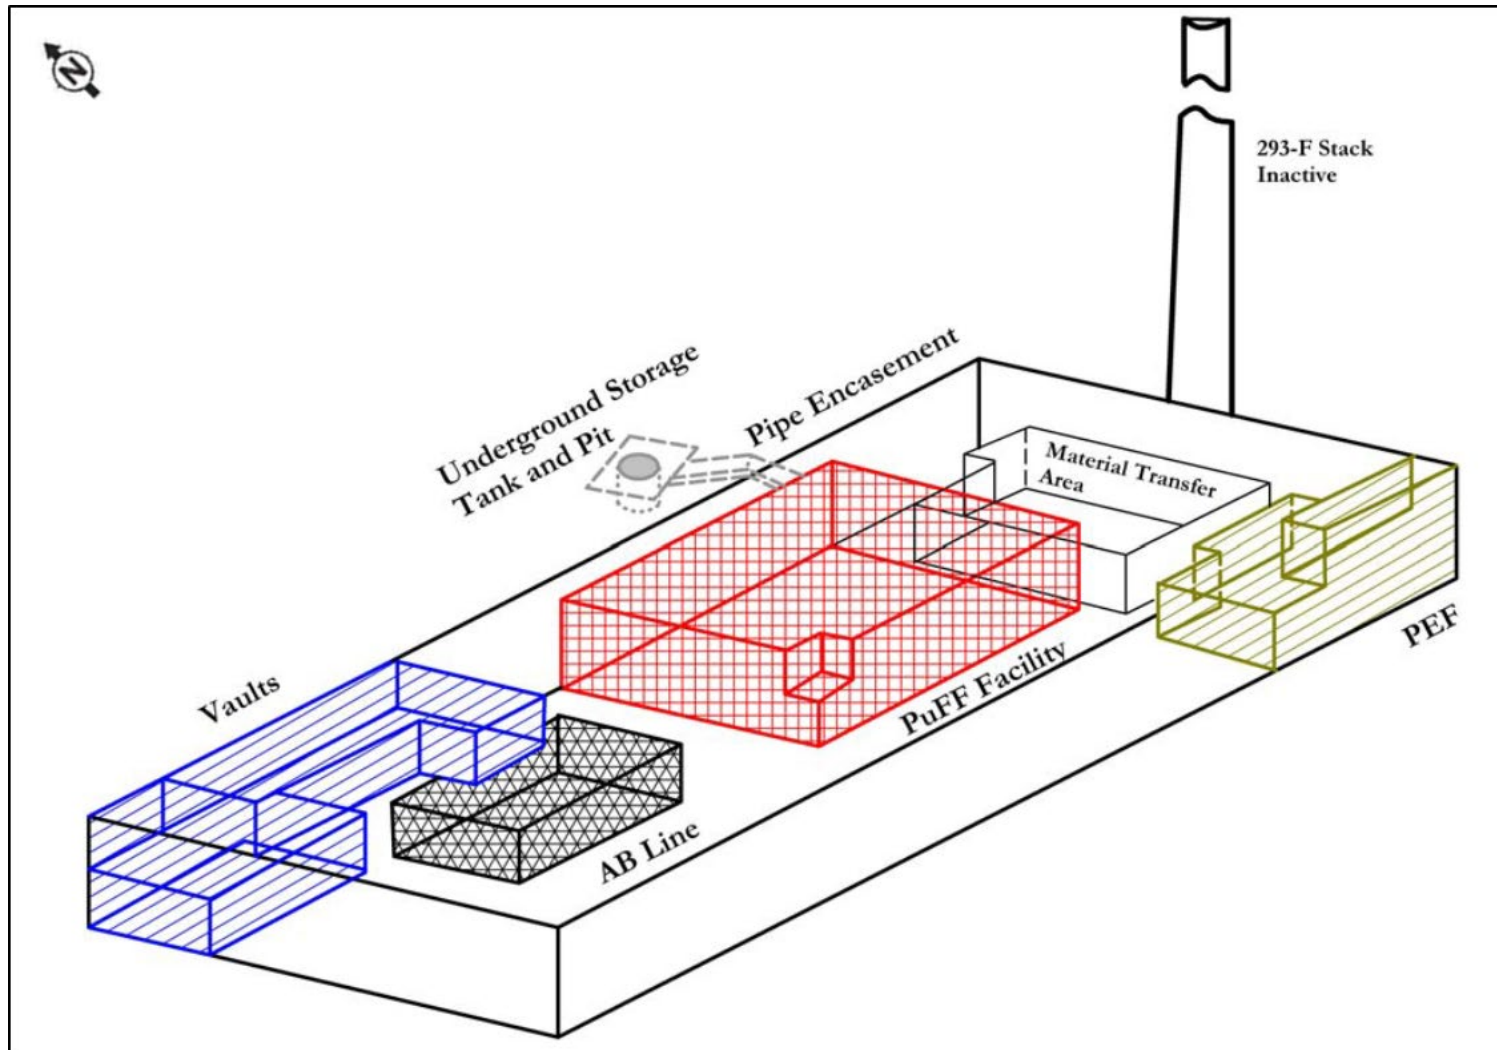 N
293-F Stack
Inactive
Pipe Encasement
Underground Storage
Tank and Pit
Material Transfer
Area
Vaults
PuFF Facility
PEF
AB Line